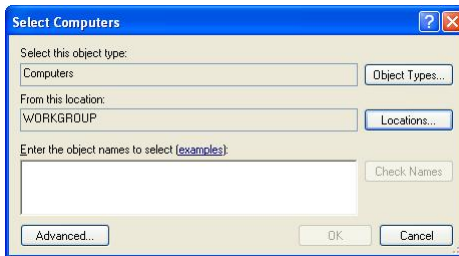 Select Computers
Select this object type:
Computers
Object Types...
From this location:
WORKGROUP
Locations...
Enter the object names to select (examples):
Check Names
Advanced...
OK
Cancel